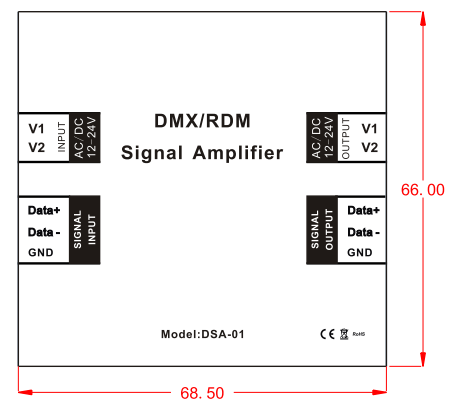 DMX/RDM
Signal Amplifier
V1
V2
INPUT
AC/DC
12-24V
AC/DC
12-24V
OUTPUT
V1
V2
Data+
Data -
GND
SIGNAL
INPUT
SIGNAL
OUTPUT
Data+
Data -
GND
Model:DSA-01
CE RoHS
66.00
68.50